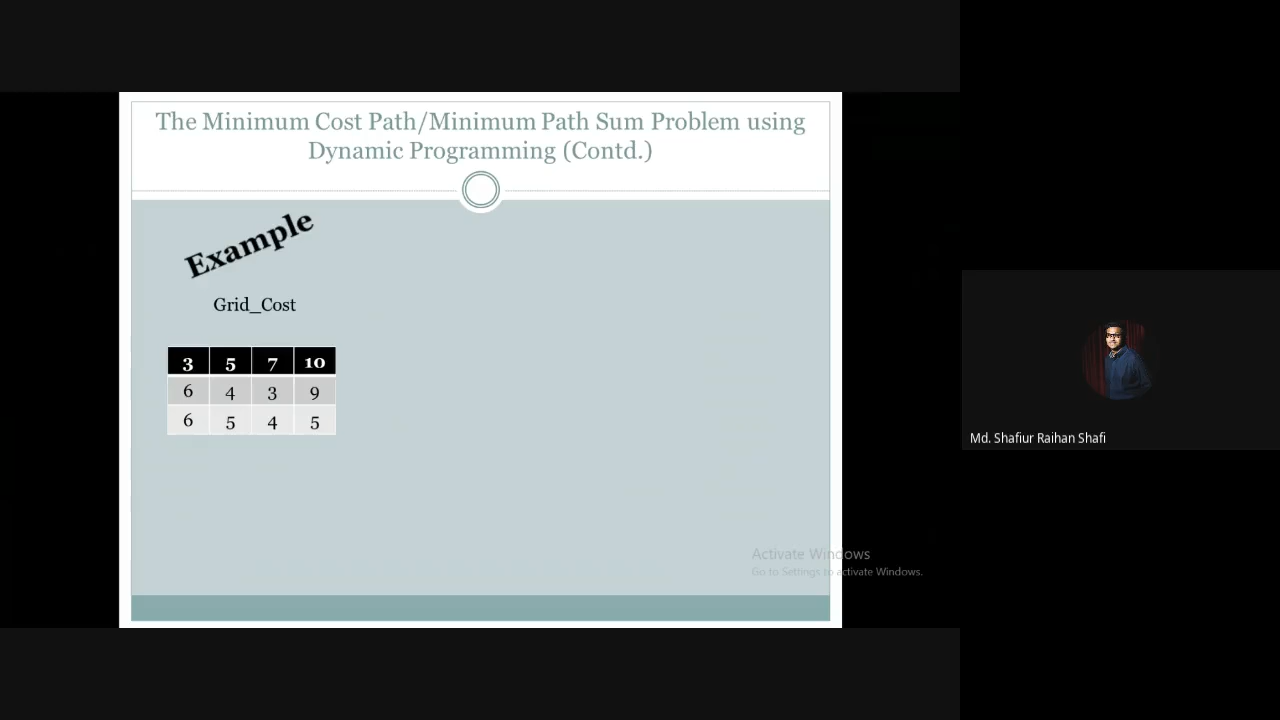 The Minimum Cost Path/Minimum Path Sum Problem using
Dynamic Programming (Contd.)
Example
Grid_Cost
3 5 7 10
6 4 3 9
6 5 4 5
Activate Windows
Go to Settings to activate Windows.
Md. Shafiur Raihan Shafi